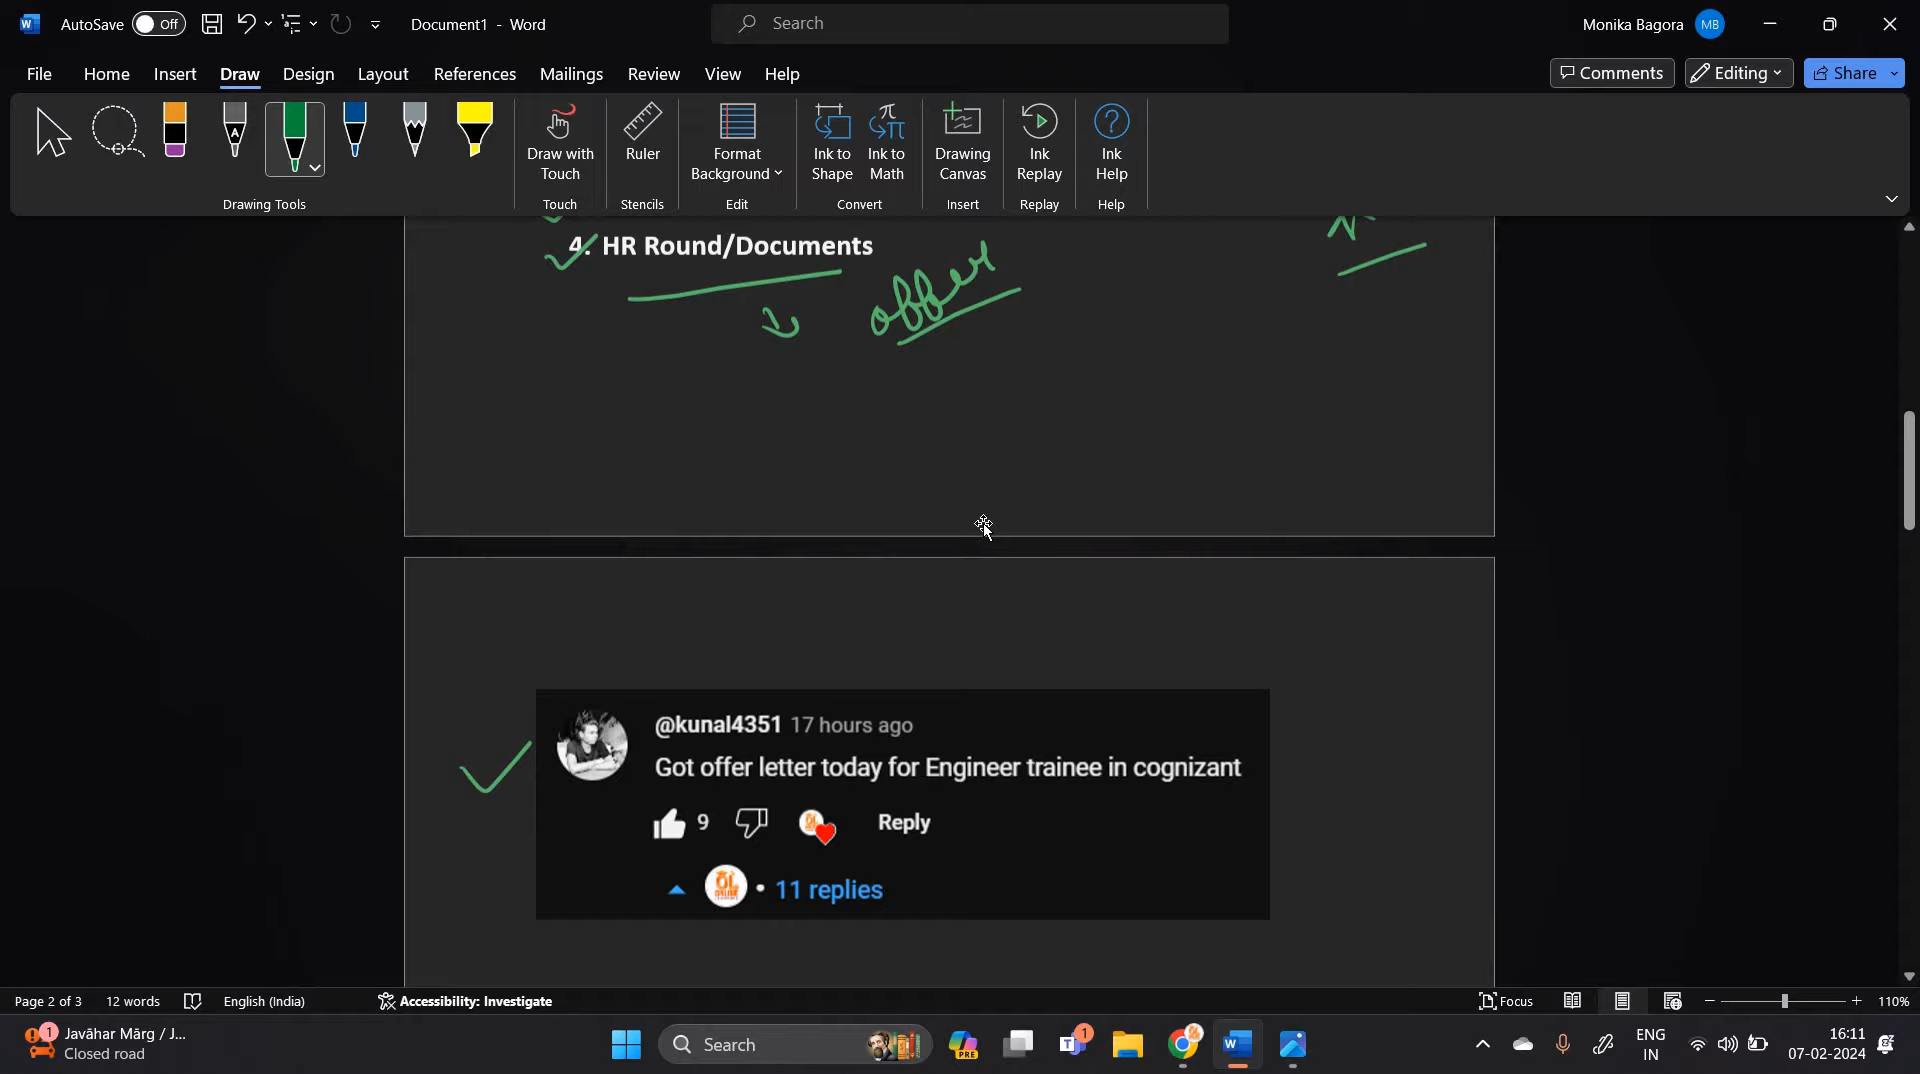 AutoSave Off Document1 - Word Search Monika Bagora MB
File Home Insert Draw Design Layout References Mailings Review View Help Comments Editing Share
A
Draw with Touch
Ruler
Format Background
Ink to Shape
Ink to Math
Drawing Canvas
Ink Replay
Ink Help
Drawing Tools Touch Stencils Edit Convert Insert Replay Help
4. HR Round/Documents
offer
@kunal4351 17 hours ago
Got offer letter today for Engineer trainee in cognizant
9 Reply
• 11 replies
Page 2 of 3 12 words English (India) Accessibility: Investigate Focus 110%
1 Javāhar Mārg / J... Search PRE 1 ENG 16:11
Closed road IN 07-02-2024